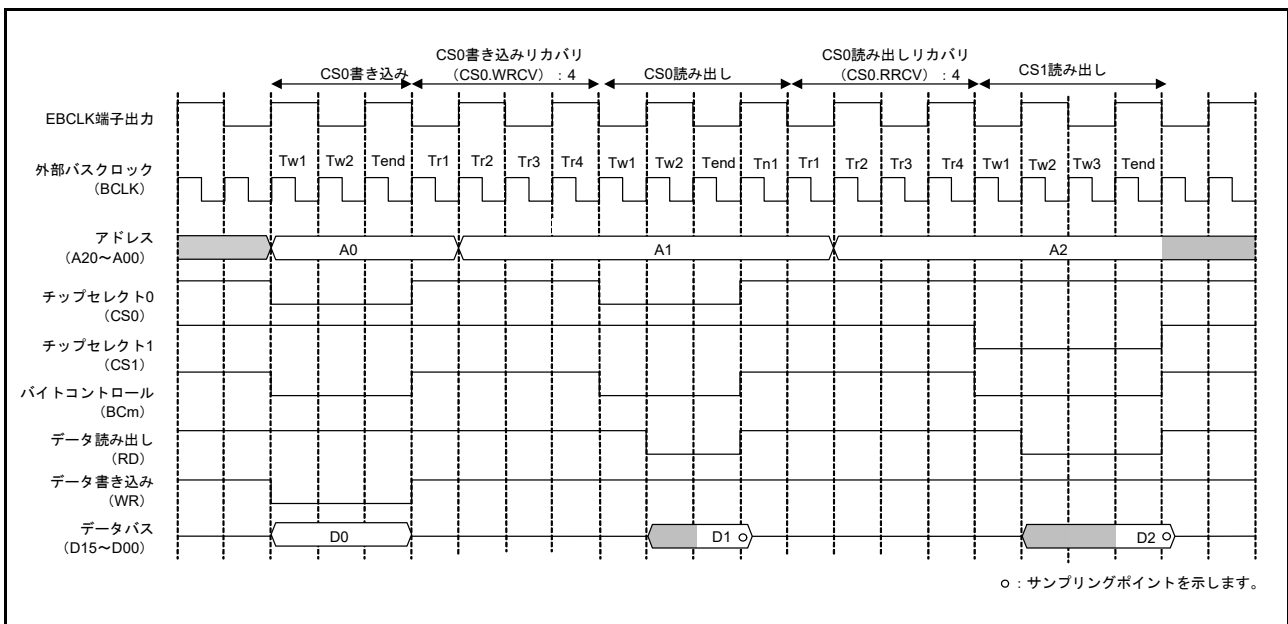 CS0書き込み
CS0書き込みリカバリ
(CS0.WRCV):4
CS0読み出し
CS0読み出しリカバリ
(CS0.RRCV):4
CS1読み出し
EBCLK端子出力
外部バスクロック
(BCLK)
Tw1 Tw2 Tend Tr1 Tr2 Tr3 Tr4 Tw1 Tw2 Tend Tn1 Tr1 Tr2 Tr3 Tr4 Tw1 Tw2 Tw3 Tend
アドレス
(A20~A00)
A0 A1 A2
チップセレクト0
(CS0)
チップセレクト1
(CS1)
バイトコントロール
(BCm)
データ読み出し
(RD)
データ書き込み
(WR)
データバス
(D15~D00)
D0 D1 D2
:サンプリングポイントを示します。